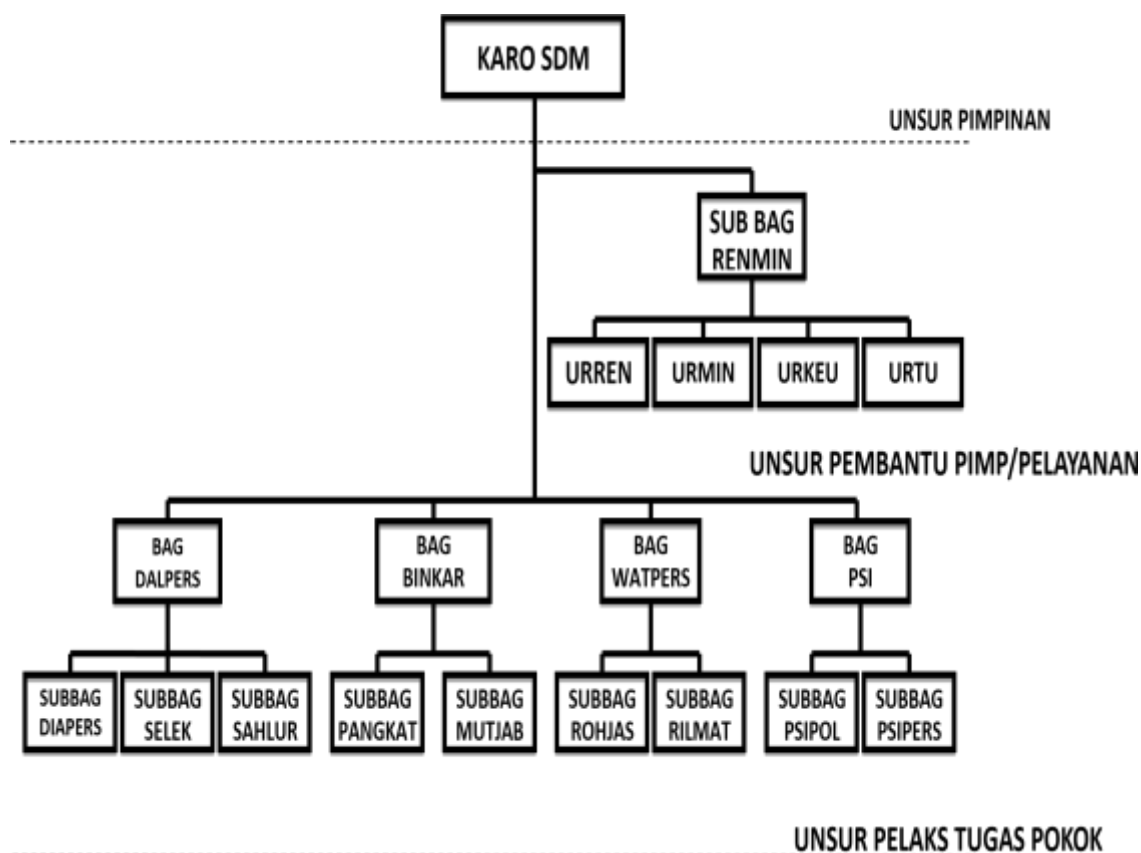 KARO SDM
UNSUR PIMPINAN
SUB BAG
RENMIN
URREN
URMIN
URKEU
URTU
UNSUR PEMBANTU PIMP/PELAYANAN
BAG
DALPERS
BAG
BINKAR
BAG
WATPERS
BAG
PSI
SUBBAG
DIAPERS
SUBBAG
SELEK
SUBBAG
SAHLUR
SUBBAG
PANGKAT
SUBBAG
MUTJAB
SUBBAG
ROHJAS
SUBBAG
RILMAT
SUBBAG
PSIPOL
SUBBAG
PSIPERS
UNSUR PELAKS TUGAS POKOK